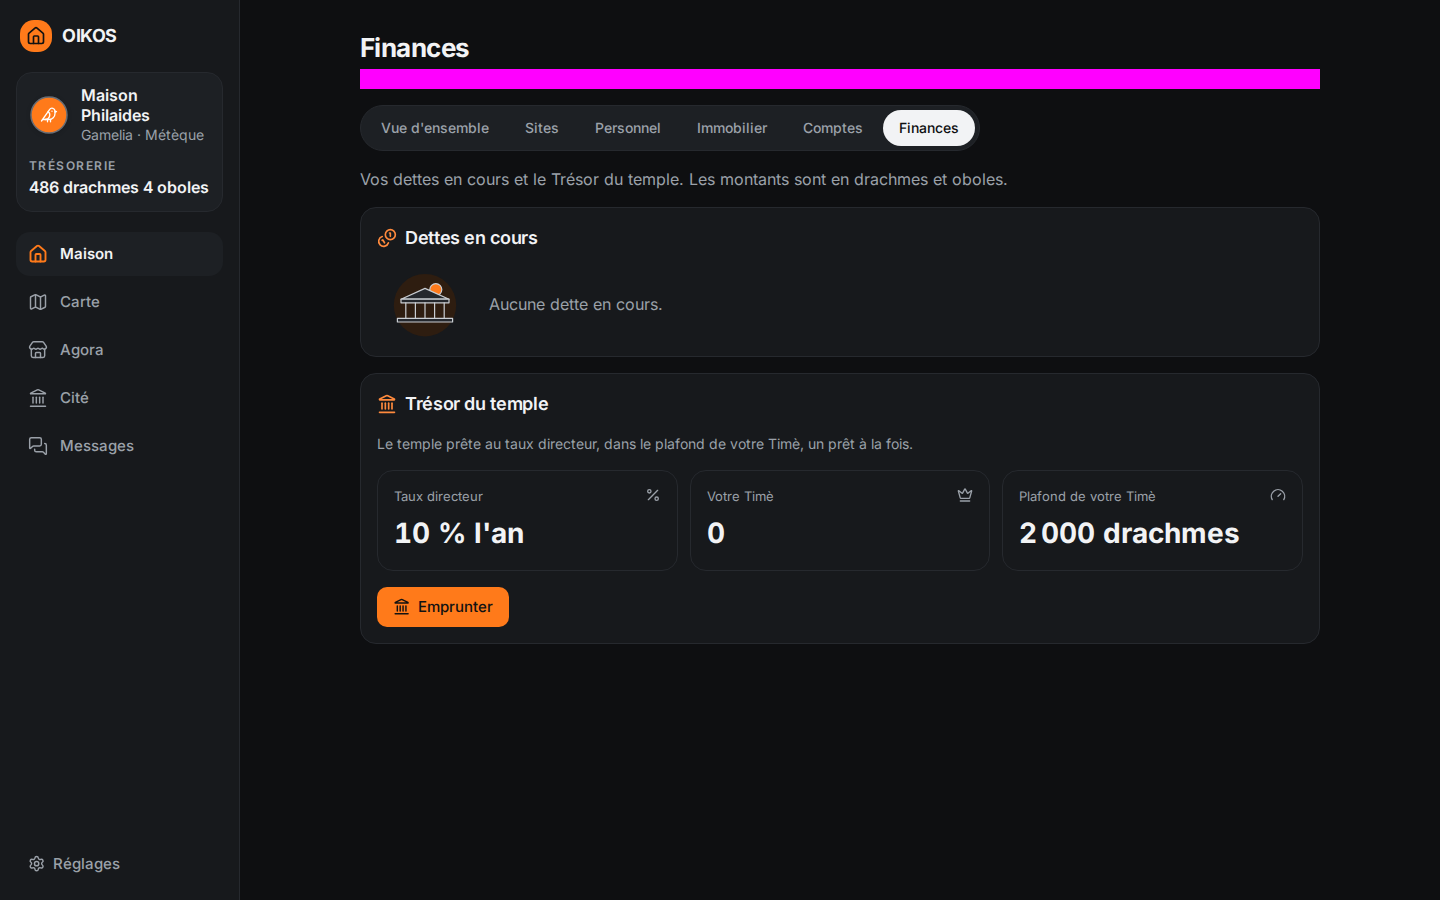 OIKOS
Maison
Philaides
Gamelia · Métèque
TRÉSORERIE
486 drachmes 4 oboles
Maison
Carte
Agora
Cité
Messages
Réglages
Finances
Vue d'ensemble
Sites
Personnel
Immobilier
Comptes
Finances
Vos dettes en cours et le Trésor du temple. Les montants sont en drachmes et oboles.
Dettes en cours
Aucune dette en cours.
Trésor du temple
Le temple prête au taux directeur, dans le plafond de votre Timè, un prêt à la fois.
Taux directeur
10 % l'an
Votre Timè
0
Plafond de votre Timè
2 000 drachmes
Emprunter